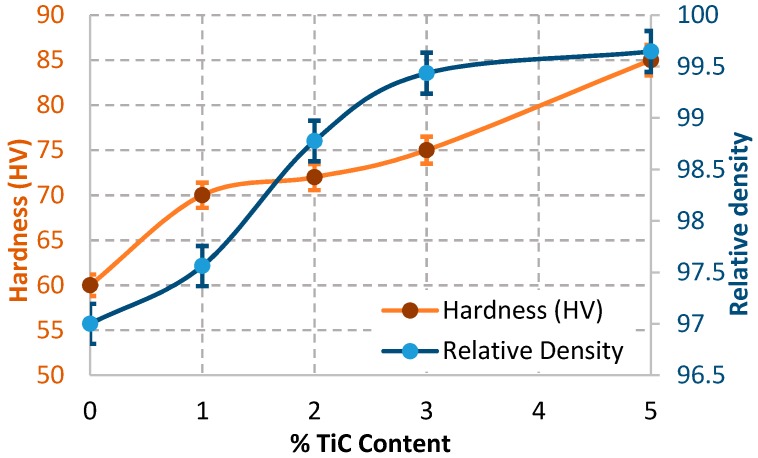 Hardness (HV)
90
85
80
75
70
65
60
55
50
100
99.5
99
98.5
98
97.5
97
96.5
Relative density
Hardness (HV)
Relative Density
0 1 2 3 4 5
% TiC Content